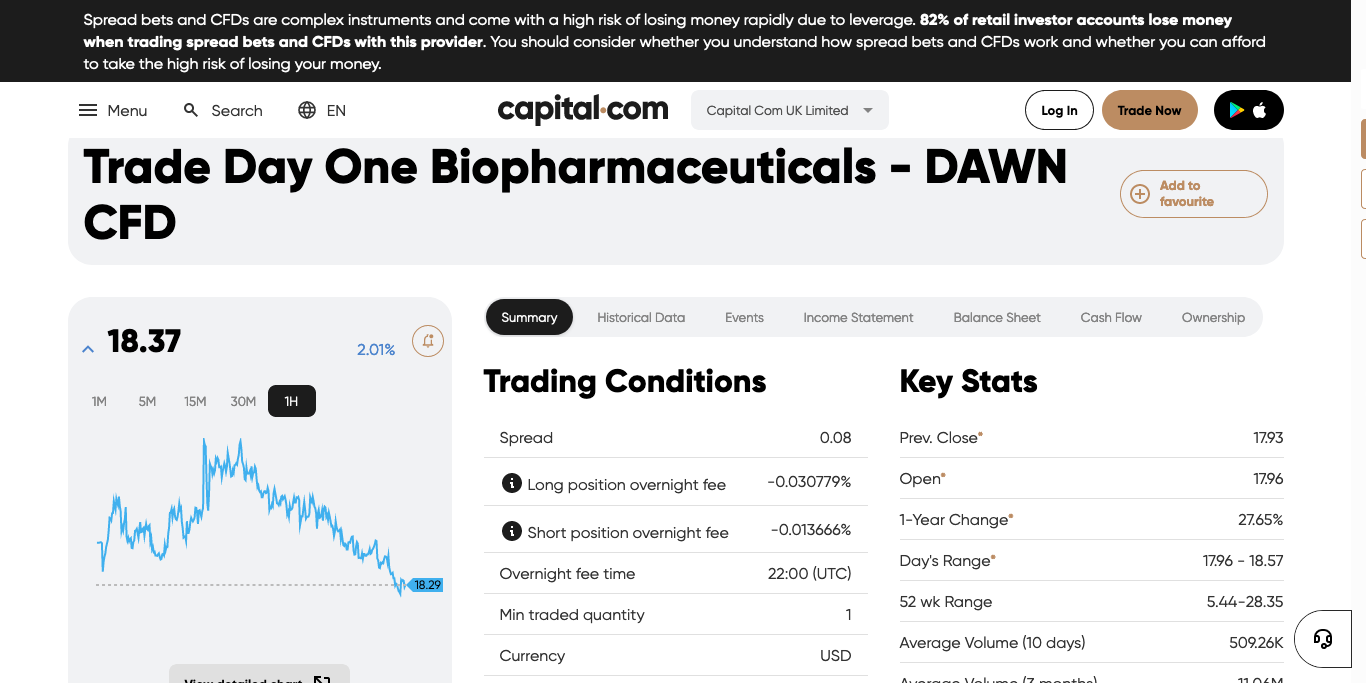 Spread bets and CFDs are complex instruments and come with a high risk of losing money rapidly due to leverage. 82% of retail investor accounts lose money
when trading spread bets and CFDs with this provider. You should consider whether you understand how spread bets and CFDs work and whether you can afford
to take the high risk of losing your money.
Menu
Search
EN
capital.com
Capital Com UK Limited
Log In
Trade Now
Trade Day One Biopharmaceuticals - DAWN
CFD
Add to
favourite
18.37
2.01%
1M 5M 15M 30M 1H
18.29
View detailed chart
Summary Historical Data Events Income Statement Balance Sheet Cash Flow Ownership
Trading Conditions
Spread 0.08
Long position overnight fee -0.030779%
Short position overnight fee -0.013666%
Overnight fee time 22:00 (UTC)
Min traded quantity 1
Currency USD
Key Stats
Prev. Close* 17.93
Open* 17.96
1-Year Change* 27.65%
Day's Range* 17.96 - 18.57
52 wk Range 5.44-28.35
Average Volume (10 days) 509.26K
Average Volume (3 months) 11.06M